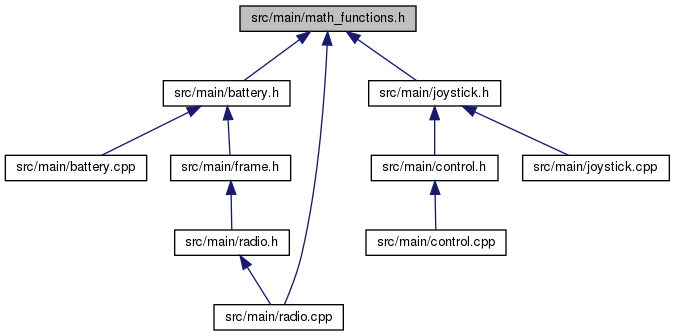 src/main/math_functions.h
src/main/battery.h
src/main/joystick.h
src/main/battery.cpp
src/main/frame.h
src/main/control.h
src/main/joystick.cpp
src/main/radio.h
src/main/control.cpp
src/main/radio.cpp